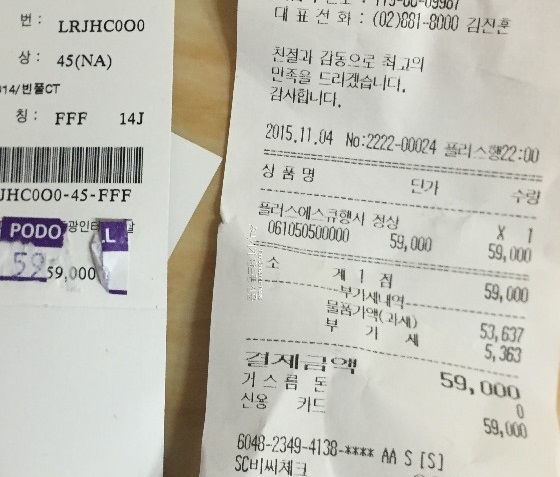 번 : LRJHC000
상 : 45(NA)
14/빈폴CT
칭 : FFF 14J
JHC000-45-FFF
PODO
L
59
59,000
대 표 선 화 : (02)881-8000 김진훈
친절과 감동으로 최고의
만족을 드리겠습니다.
감사합니다.
2015.11.04 No:2222-00024 플러스행22:00
상 품 명 단가 수량
플러스에스큐행사 정상 X 1
061050500000 59,000 59,000
소 계 1 점 59,000
부가세내역
물품가액(과세) 53,637
부 가 세 5,363
결제금액 59,000
거 스 름 돈 0
신용 카드 59,000
6048-2349-4138-**** AA S [S]
SC비씨체크